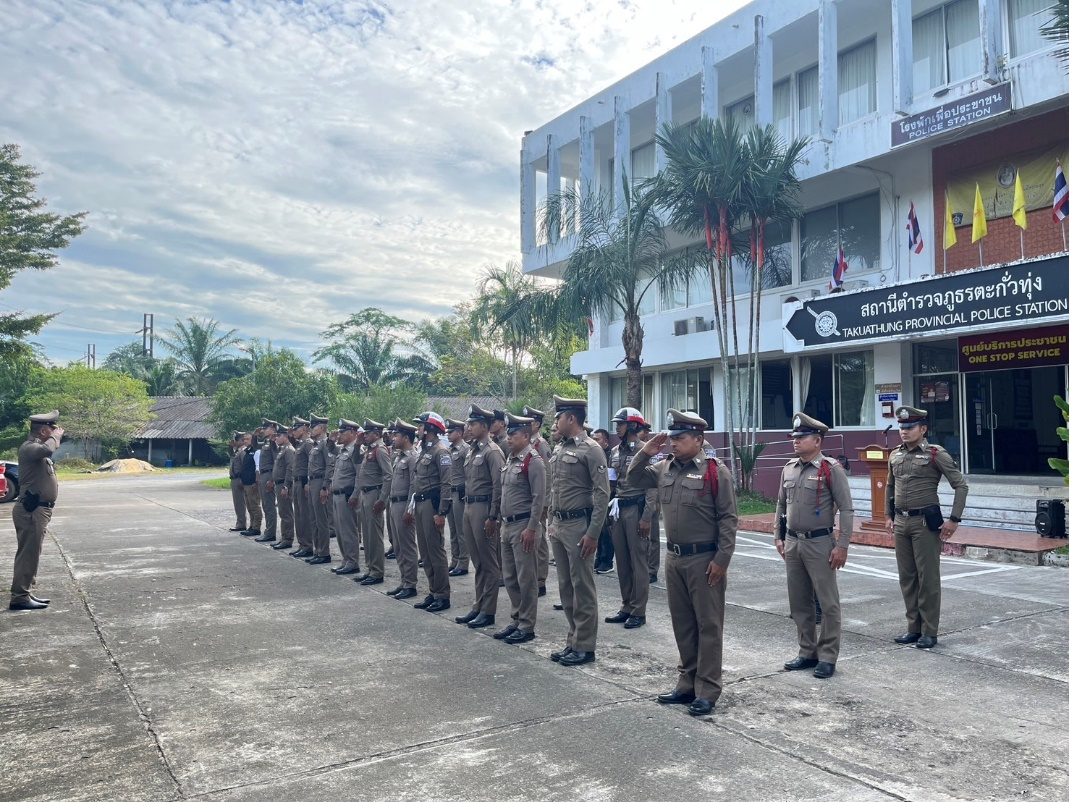 โรงพักเพื่อประชาชน
POLICE STATION
สถานีตำรวจภูธรตะกั่วทุ่ง
TAKUATHUNG PROVINCIAL POLICE STATION
ศูนย์บริการประชาชน
ONE STOP SERVICE